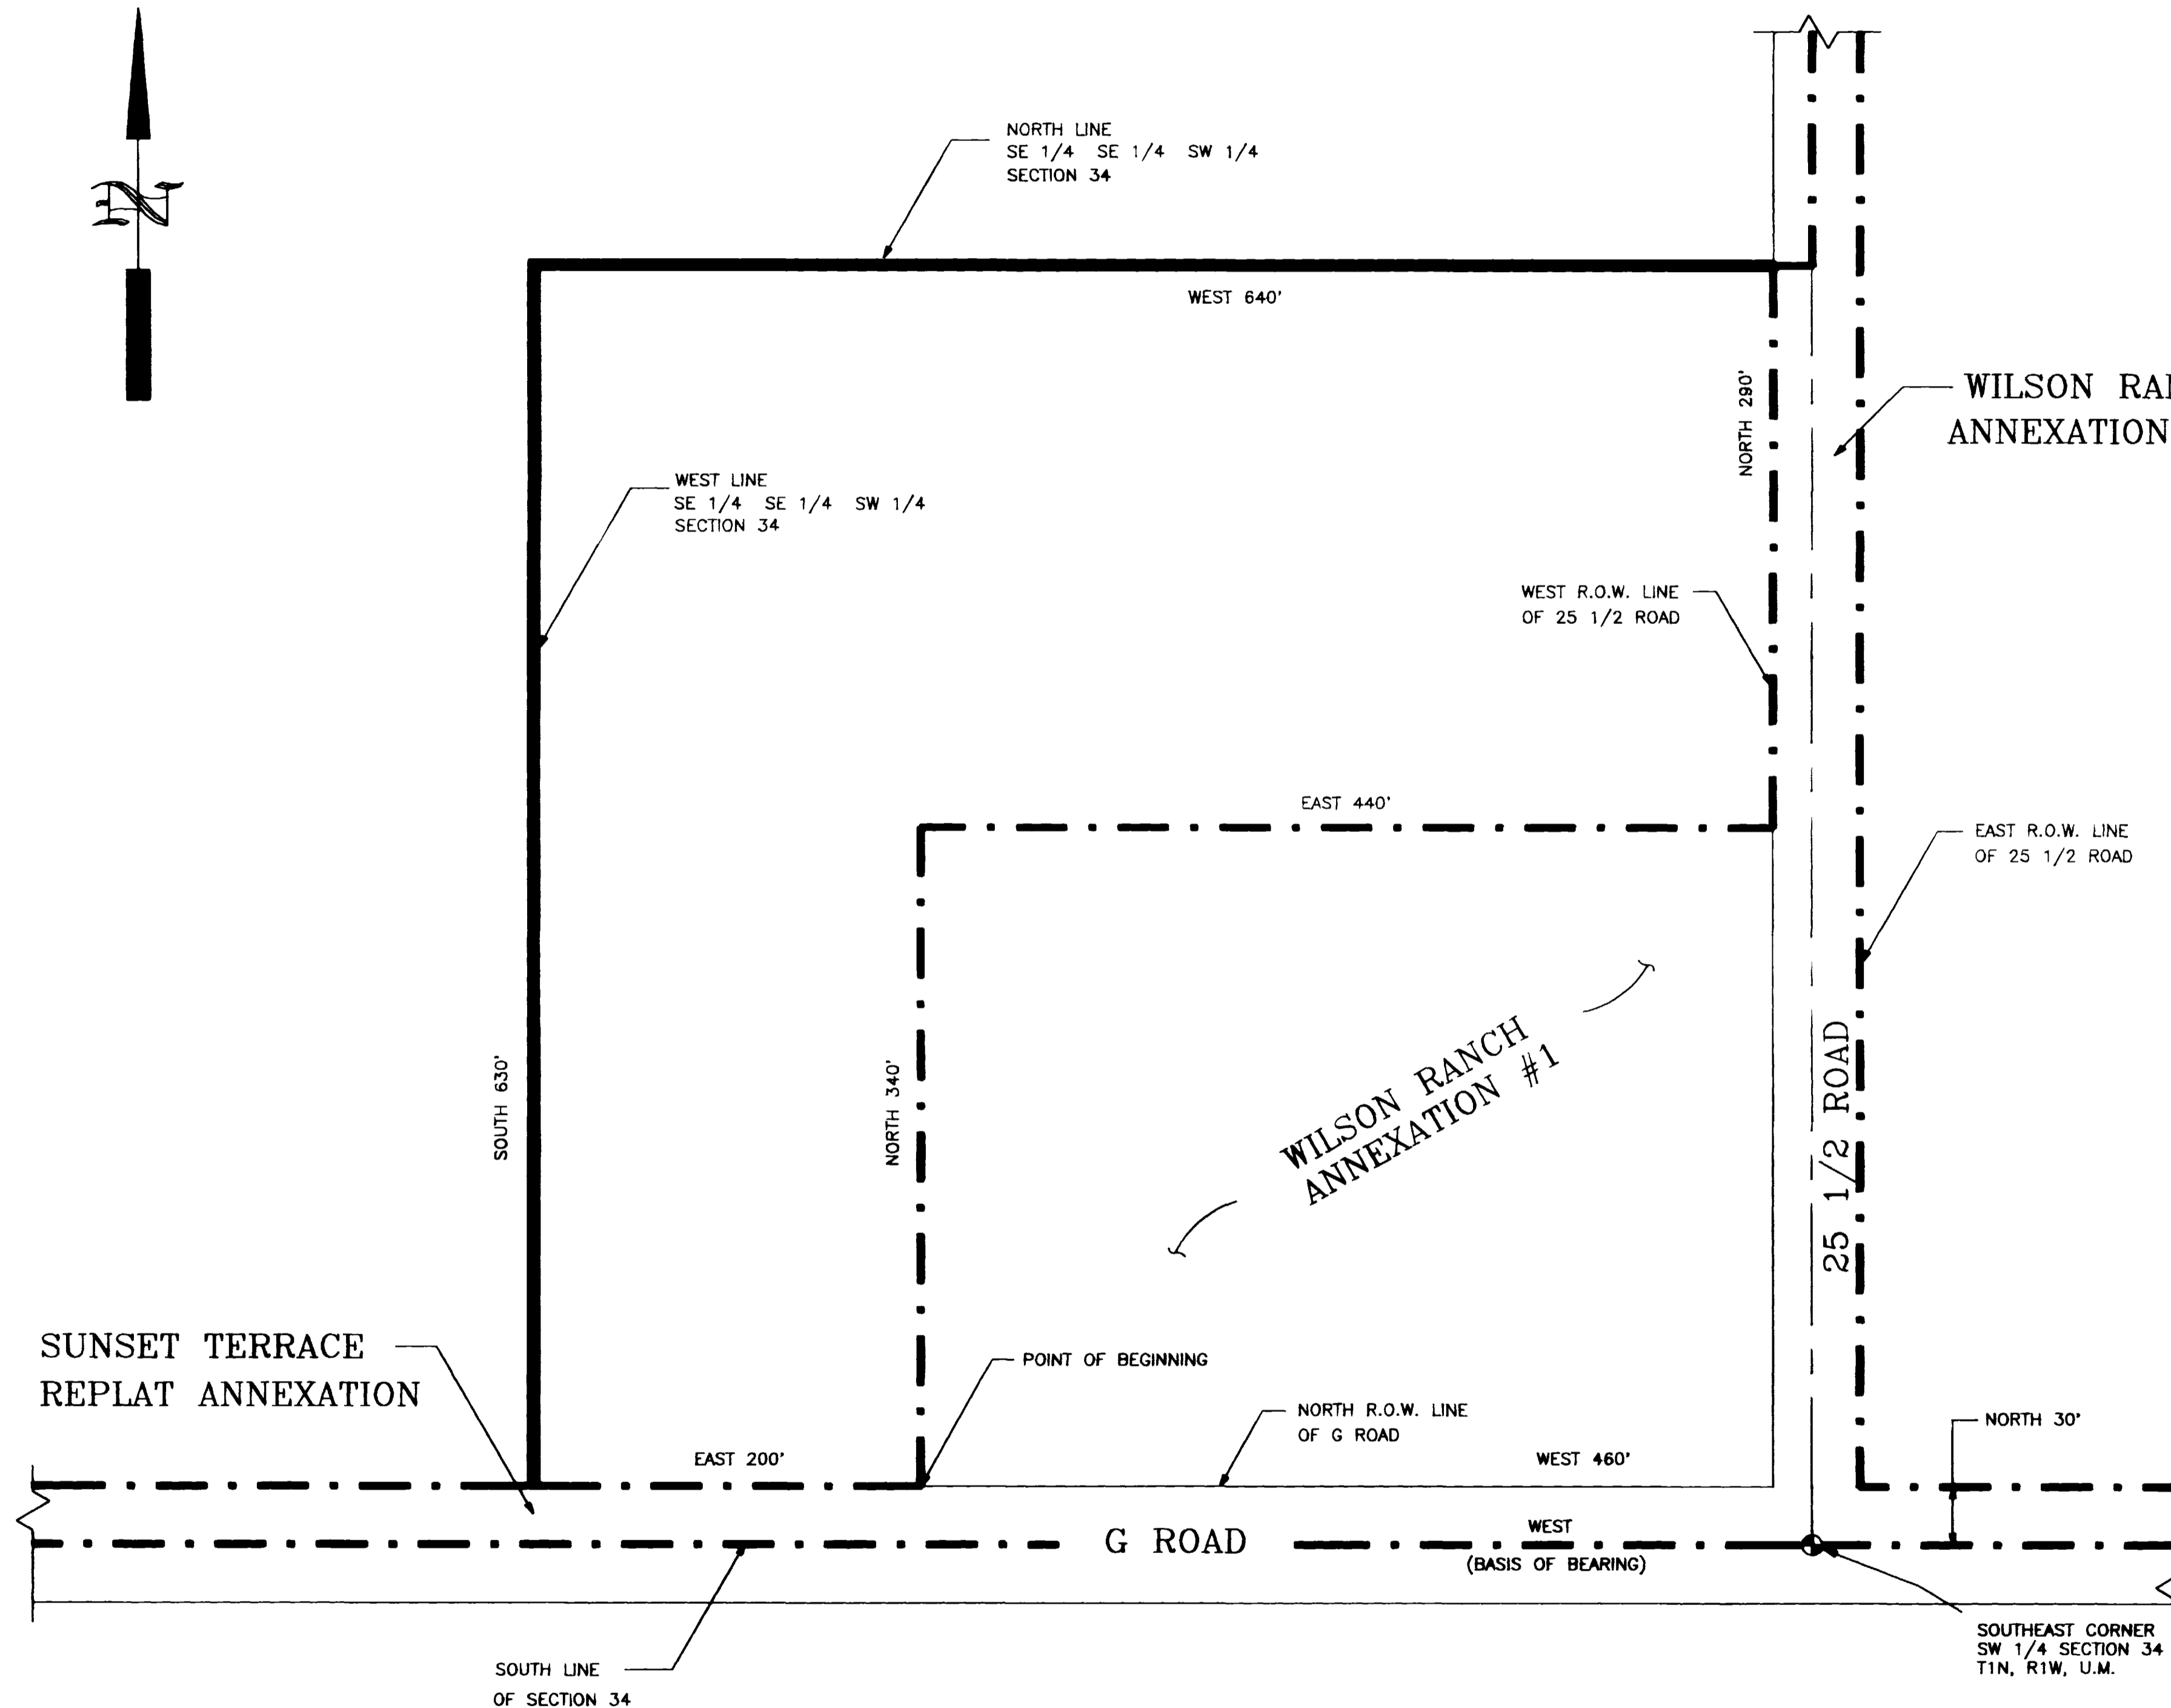 NORTH LINE
SE 1/4 SE 1/4 SW 1/4
SECTION 34
WEST 640'
NORTH 290'
WILSON
ANNEXATION
WEST LINE
SE 1/4 SE 1/4 SW 1/4
SECTION 34
WEST R.O.W. LINE
OF 25 1/2 ROAD
EAST 440'
EAST R.O.W. LINE
OF 25 1/2 ROAD
SOUTH 630'
NORTH 340'
WILSON RANCH
ANNEXATION #1
25 1/2 ROAD
SUNSET TERRACE
REPLAT ANNEXATION
POINT OF BEGINNING
NORTH R.O.W. LINE
OF G ROAD
NORTH 30'
EAST 200'
WEST 460'
G ROAD
WEST
(BASIS OF BEARING)
SOUTHEAST CORNER
SW 1/4 SECTION 34
T1N, R1W, U.M.
SOUTH LINE
OF SECTION 34